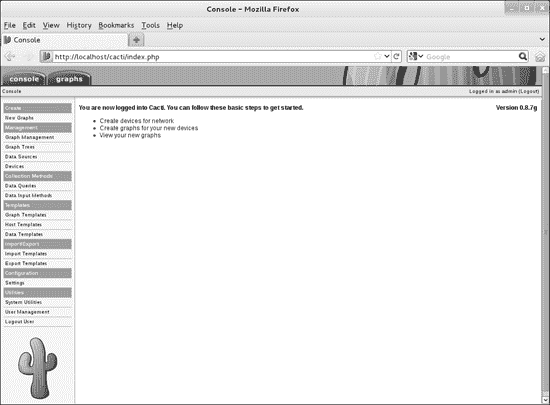 Console - Mozilla Firefox
File Edit View History Bookmarks Tools Help
Console
http://localhost/cacti/index.php
Google
console graphs
Console
Logged in as admin (Logout)
Create
New Graphs
Management
Graph Management
Graph Trees
Data Sources
Devices
Collection Methods
Data Queries
Data Input Methods
Templates
Graph Templates
Host Templates
Data Templates
Import/Export
Import Templates
Export Templates
Configuration
Settings
Utilities
System Utilities
User Management
Logout User
You are now logged into Cacti. You can follow these basic steps to get started.
Version 0.8.7g
• Create devices for network
• Create graphs for your new devices
• View your new graphs